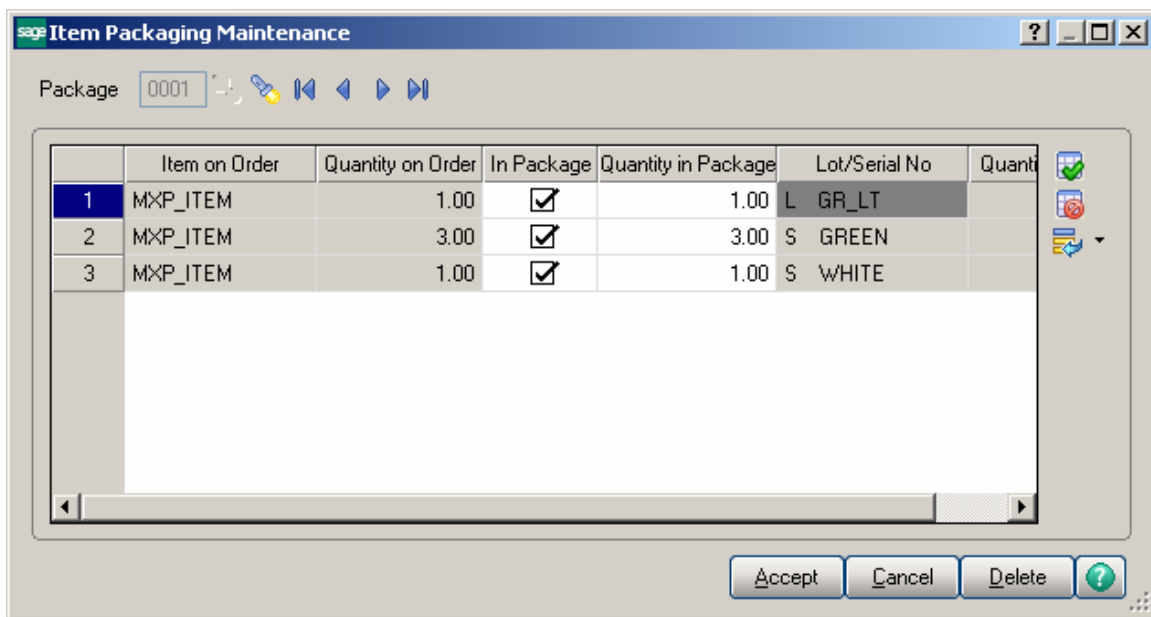 sage Item Packaging Maintenance
Package 0001
Item on Order Quantity on Order In Package Quantity in Package Lot/Serial No Quanti
1 MXP_ITEM 1.00 1.00 L GR_LT
2 MXP_ITEM 3.00 3.00 S GREEN
3 MXP_ITEM 1.00 1.00 S WHITE
Accept Cancel Delete